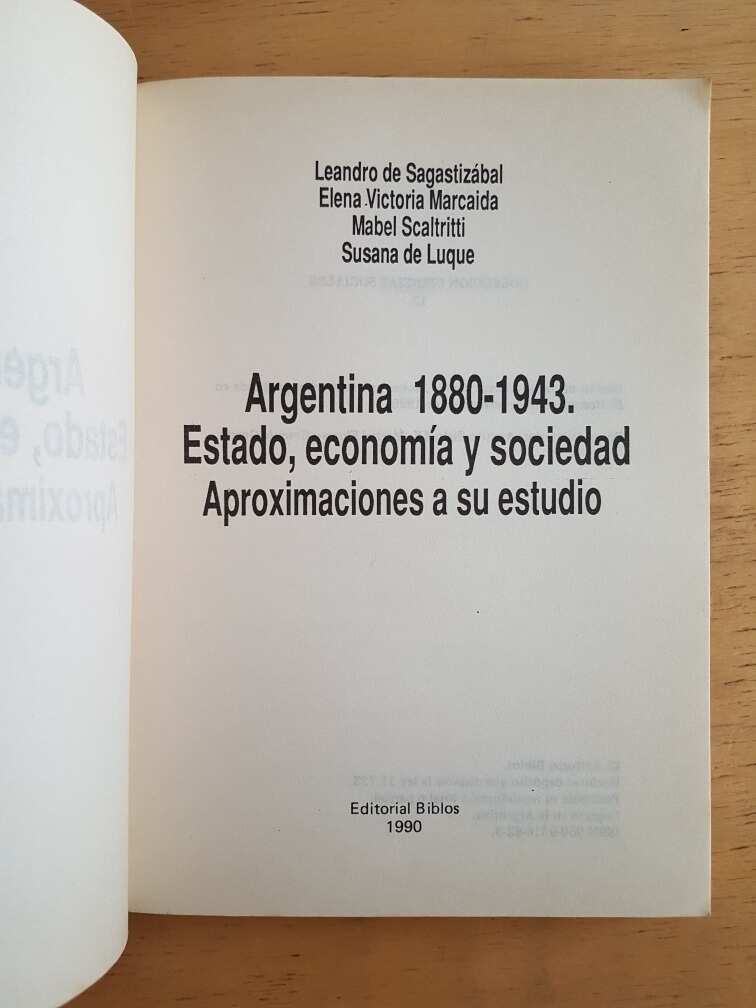 Leandro de Sagastizábal
Elena Victoria Marcaida
Mabel Scaltritti
Susana de Luque
Argentina 1880-1943.
Estado, economía y sociedad
Aproximaciones a su estudio
Editorial Biblos
1990